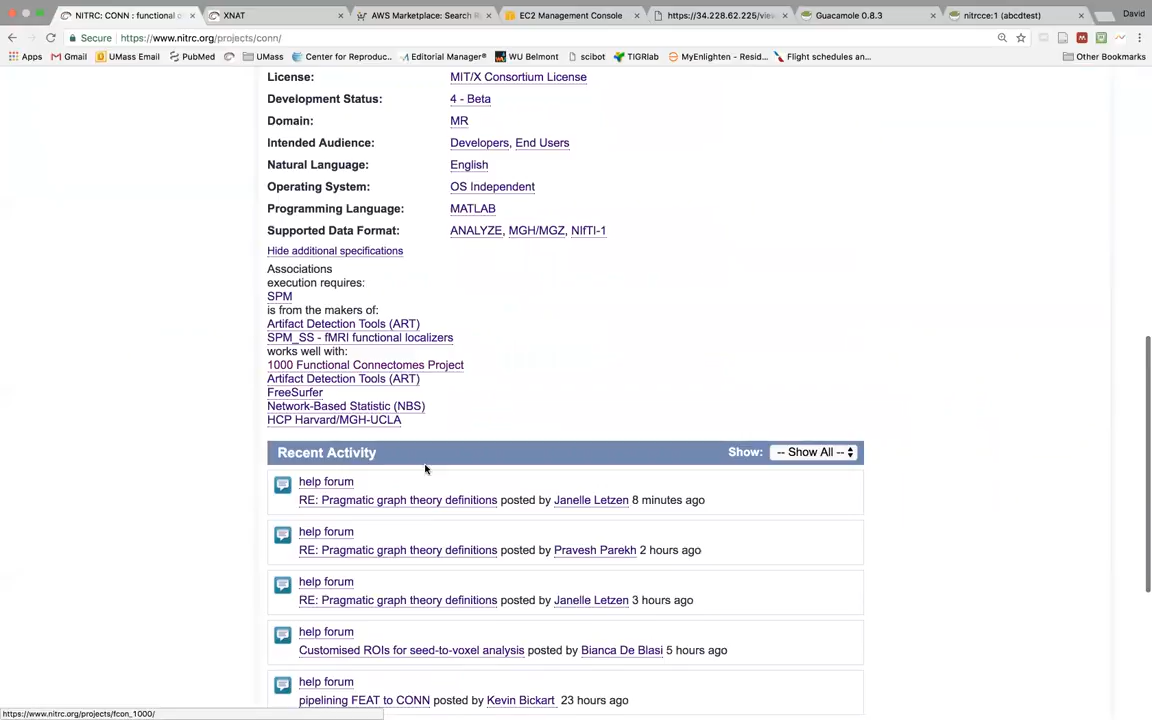 NITRC: CONN : functional c
XNAT
AWS Marketplace: Search R
EC2 Management Console
https://34.228.62.225/view
Guacamole 0.8.3
nitrcce:1 (abcdtest)
David
Secure https://www.nitrc.org/projects/conn/
Apps Gmail UMass Email PubMed UMass Center for Reproduc.. Editorial Manager® WU Belmont scibot TIGRlab MyEnlighten - Resid... Flight schedules an... Other Bookmarks
License: MIT/X Consortium License
Development Status: 4 - Beta
Domain: MR
Intended Audience: Developers, End Users
Natural Language: English
Operating System: OS Independent
Programming Language: MATLAB
Supported Data Format: ANALYZE, MGH/MGZ, NIfTI-1
Hide additional specifications
Associations
execution requires:
SPM
is from the makers of:
Artifact Detection Tools (ART)
SPM_SS - fMRI functional localizers
works well with:
1000 Functional Connectomes Project
Artifact Detection Tools (ART)
FreeSurfer
Network-Based Statistic (NBS)
HCP Harvard/MGH-UCLA
Recent Activity Show: -- Show All --
help forum
RE: Pragmatic graph theory definitions posted by Janelle Letzen 8 minutes ago
help forum
RE: Pragmatic graph theory definitions posted by Pravesh Parekh 2 hours ago
help forum
RE: Pragmatic graph theory definitions posted by Janelle Letzen 3 hours ago
help forum
Customised ROIs for seed-to-voxel analysis posted by Bianca De Blasi 5 hours ago
help forum
pipelining FEAT to CONN posted by Kevin Bickart 23 hours ago
https://www.nitrc.org/projects/fcon_1000/